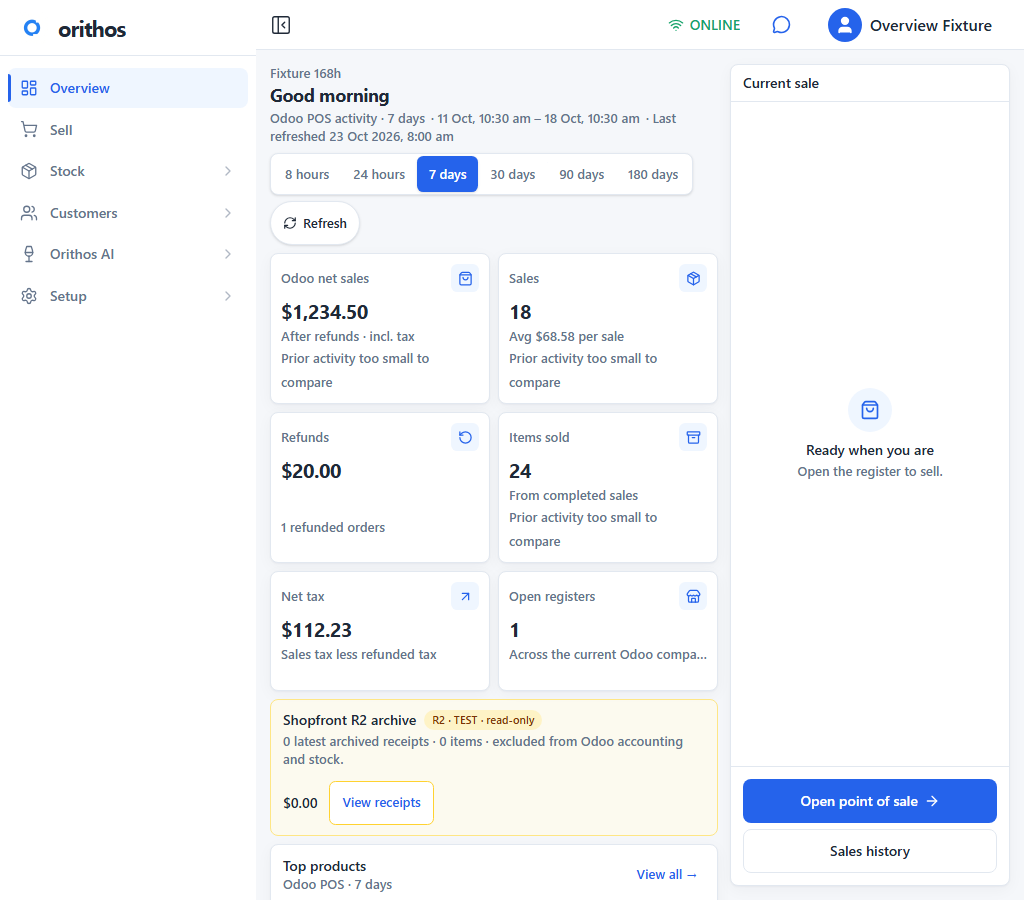 orithos
ONLINE
Overview Fixture
Overview
Sell
Stock
Customers
Orithos AI
Setup
Fixture 168h
Good morning
Odoo POS activity · 7 days · 11 Oct, 10:30 am – 18 Oct, 10:30 am · Last
refreshed 23 Oct 2026, 8:00 am
8 hours 24 hours 7 days 30 days 90 days 180 days
Refresh
Odoo net sales
$1,234.50
After refunds · incl. tax
Prior activity too small to
compare
Sales
18
Avg $68.58 per sale
Prior activity too small to
compare
Refunds
$20.00
1 refunded orders
Items sold
24
From completed sales
Prior activity too small to
compare
Net tax
$112.23
Sales tax less refunded tax
Open registers
1
Across the current Odoo compa...
Shopfront R2 archive R2 · TEST · read-only
0 latest archived receipts · 0 items · excluded from Odoo accounting
and stock.
$0.00 View receipts
Top products
Odoo POS · 7 days
View all →
Current sale
Ready when you are
Open the register to sell.
Open point of sale →
Sales history